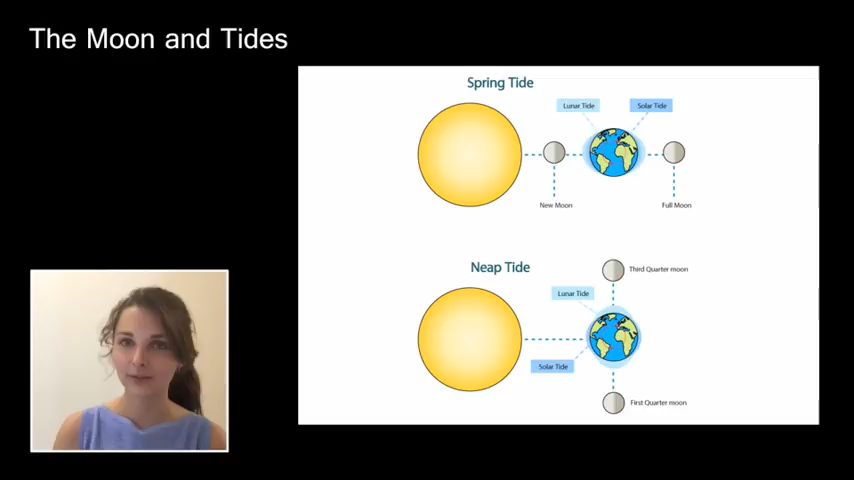 The Moon and Tides
Spring Tide
Lunar Tide
Solar Tide
New Moon
Full Moon
Neap Tide
Third Quarter moon
Lunar Tide
Solar Tide
First Quarter moon